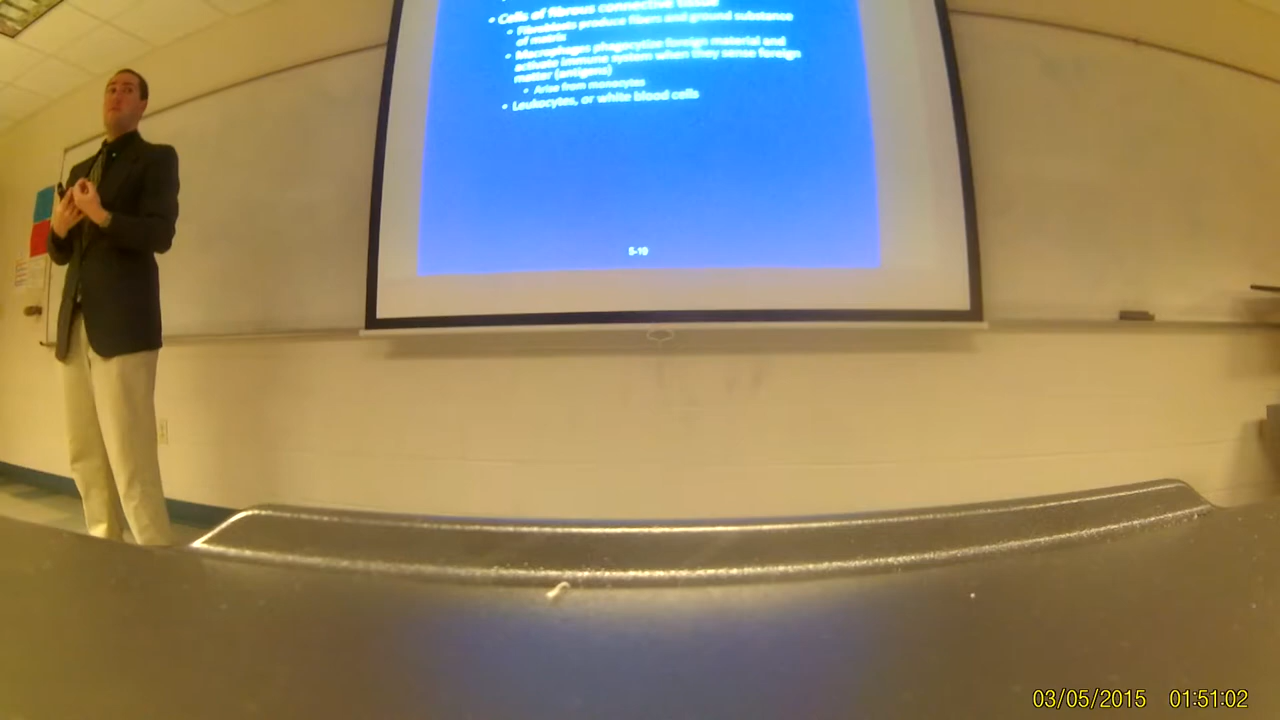 • Cells of fibrous connective tissue
• Fibroblasts produce fibers and ground substance
of matrix
• Macrophages phagocytize foreign material and
activate immune system when they sense foreign
matter (antigens)
• Arise from monocytes
• Leukocytes, or white blood cells
5-19
03/05/2015 01:51:02